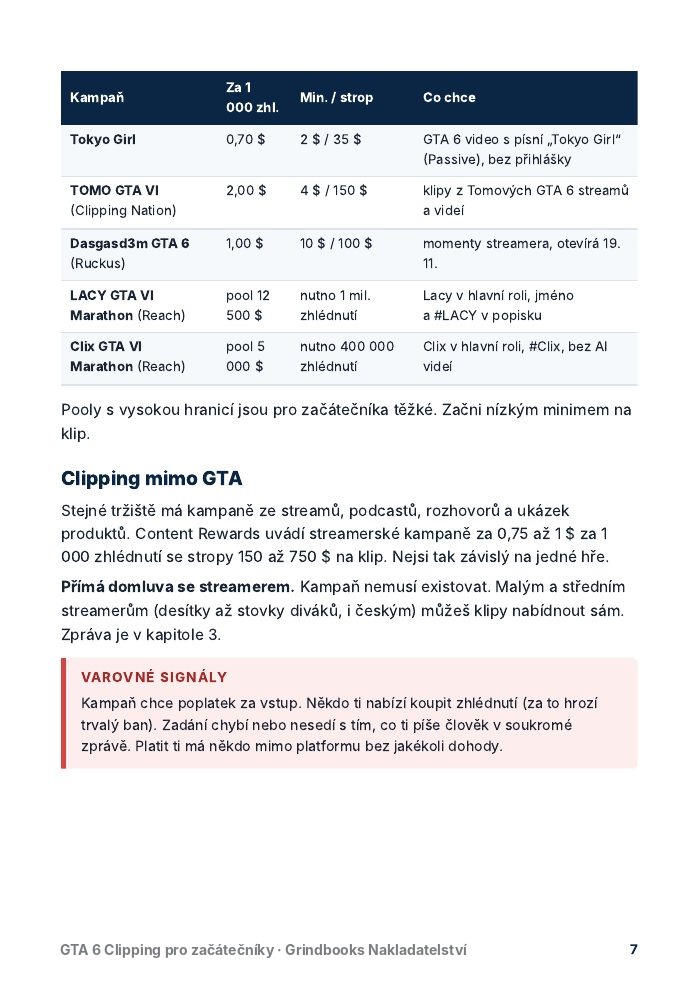 Kampaň
Za 1
000 zhl.
Min. / strop
Co chce
Tokyo Girl
0,70 $
2 $ / 35 $
GTA 6 video s písní „Tokyo Girl“
(Passive), bez přihlášky
TOMO GTA VI
(Clipping Nation)
2,00 $
4 $ / 150 $
klipy z Tomových GTA 6 streamů
a videí
Dasgasd3m GTA 6
(Ruckus)
1,00 $
10 $ / 100 $
momenty streamera, otevírá 19.
11.
LACY GTA VI
Marathon (Reach)
pool 12
500 $
nutno 1 mil.
zhlédnutí
Lacy v hlavní roli, jméno
a #LACY v popisku
Clix GTA VI
Marathon (Reach)
pool 5
000 $
nutno 400 000
zhlédnutí
Clix v hlavní roli, #Clix, bez AI
videí
Pooly s vysokou hranicí jsou pro začátečníka těžké. Začni nízkým minimem na
klip.
Clipping mimo GTA
Stejné tržiště má kampaně ze streamů, podcastů, rozhovorů a ukázek
produktů. Content Rewards uvádí streamerské kampaně za 0,75 až 1 $ za 1
000 zhlédnutí se stropy 150 až 750 $ na klip. Nejsi tak závislý na jedné hře.
Přímá domluva se streamerem. Kampaň nemusí existovat. Malým a středním
streamerům (desítky až stovky diváků, i českým) můžeš klipy nabídnout sám.
Zpráva je v kapitole 3.
VAROVNÉ SIGNÁLY
Kampaň chce poplatek za vstup. Někdo ti nabízí koupit zhlédnutí (za to hrozí
trvalý ban). Zadání chybí nebo nesedí s tím, co ti píše člověk v soukromé
zprávě. Platit ti má někdo mimo platformu bez jakékoli dohody.
GTA 6 Clipping pro začátečníky · Grindbooks Nakladatelství
7